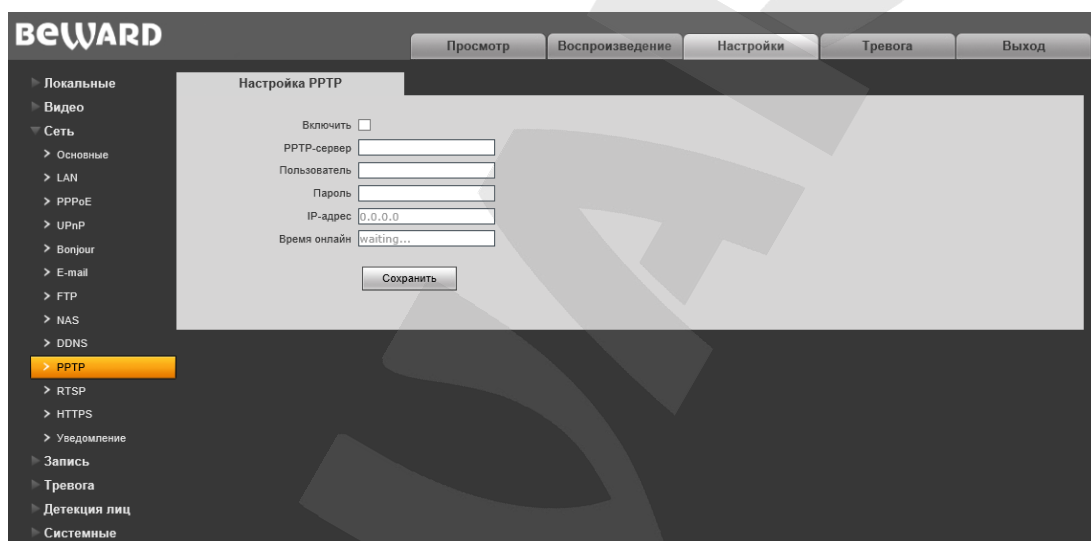 BEWARD
Просмотр
Воспроизведение
Настройки
Тревога
Выход
Локальные
Видео
Сеть
Основные
LAN
PPPoE
UPnP
Bonjour
E-mail
FTP
NAS
DDNS
PPTP
RTSP
HTTPS
Уведомление
Запись
Тревога
Детекция лиц
Системные
Настройка PPTP
Включить
PPTP-сервер
Пользователь
Пароль
IP-адрес 0.0.0.0
Время онлайн waiting...
Сохранить